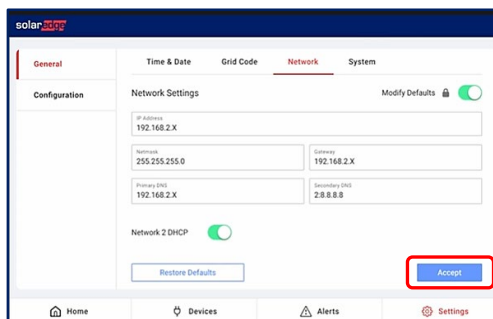 solaredge
General
Configuration
Time & Date Grid Code Network System
Network Settings
Modify Defaults
IP Address
192.168.2.X
Netmask
255.255.255.0
Gateway
192.168.2.X
Primary DNS
192.168.2.X
Secondary DNS
2:8.8.8.8
Network 2 DHCP
Restore Defaults
Accept
Home Devices Alerts Settings